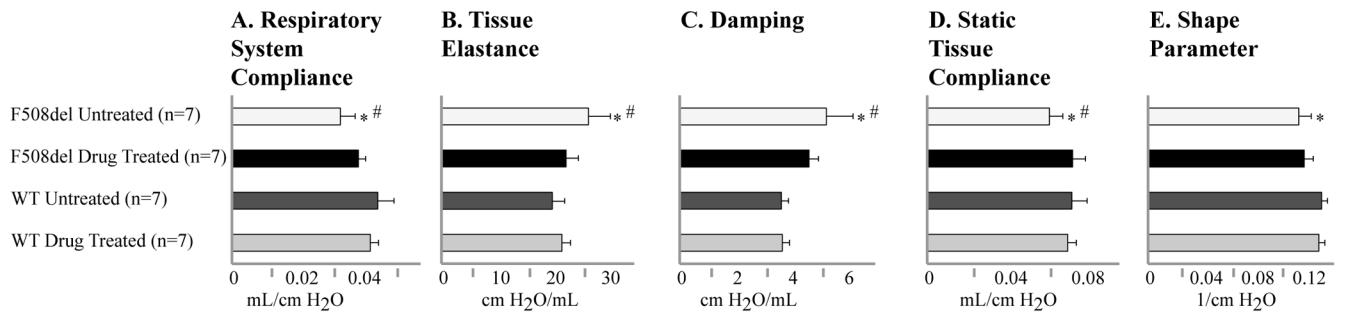 A. Respiratory
System
Compliance
B. Tissue
Elastance
C. Damping
D. Static
Tissue
Compliance
E. Shape
Parameter
F508del Untreated (n=7)
* #
* #
* #
* #
*
F508del Drug Treated (n=7)
WT Untreated (n=7)
WT Drug Treated (n=7)
0 0.02 0.04
0 10 20 30
0 2 4 6
0 0.04 0.08
0 0.04 0.08 0.12
mL/cm H2O
cm H2O/mL
cm H2O/mL
mL/cm H2O
1/cm H2O